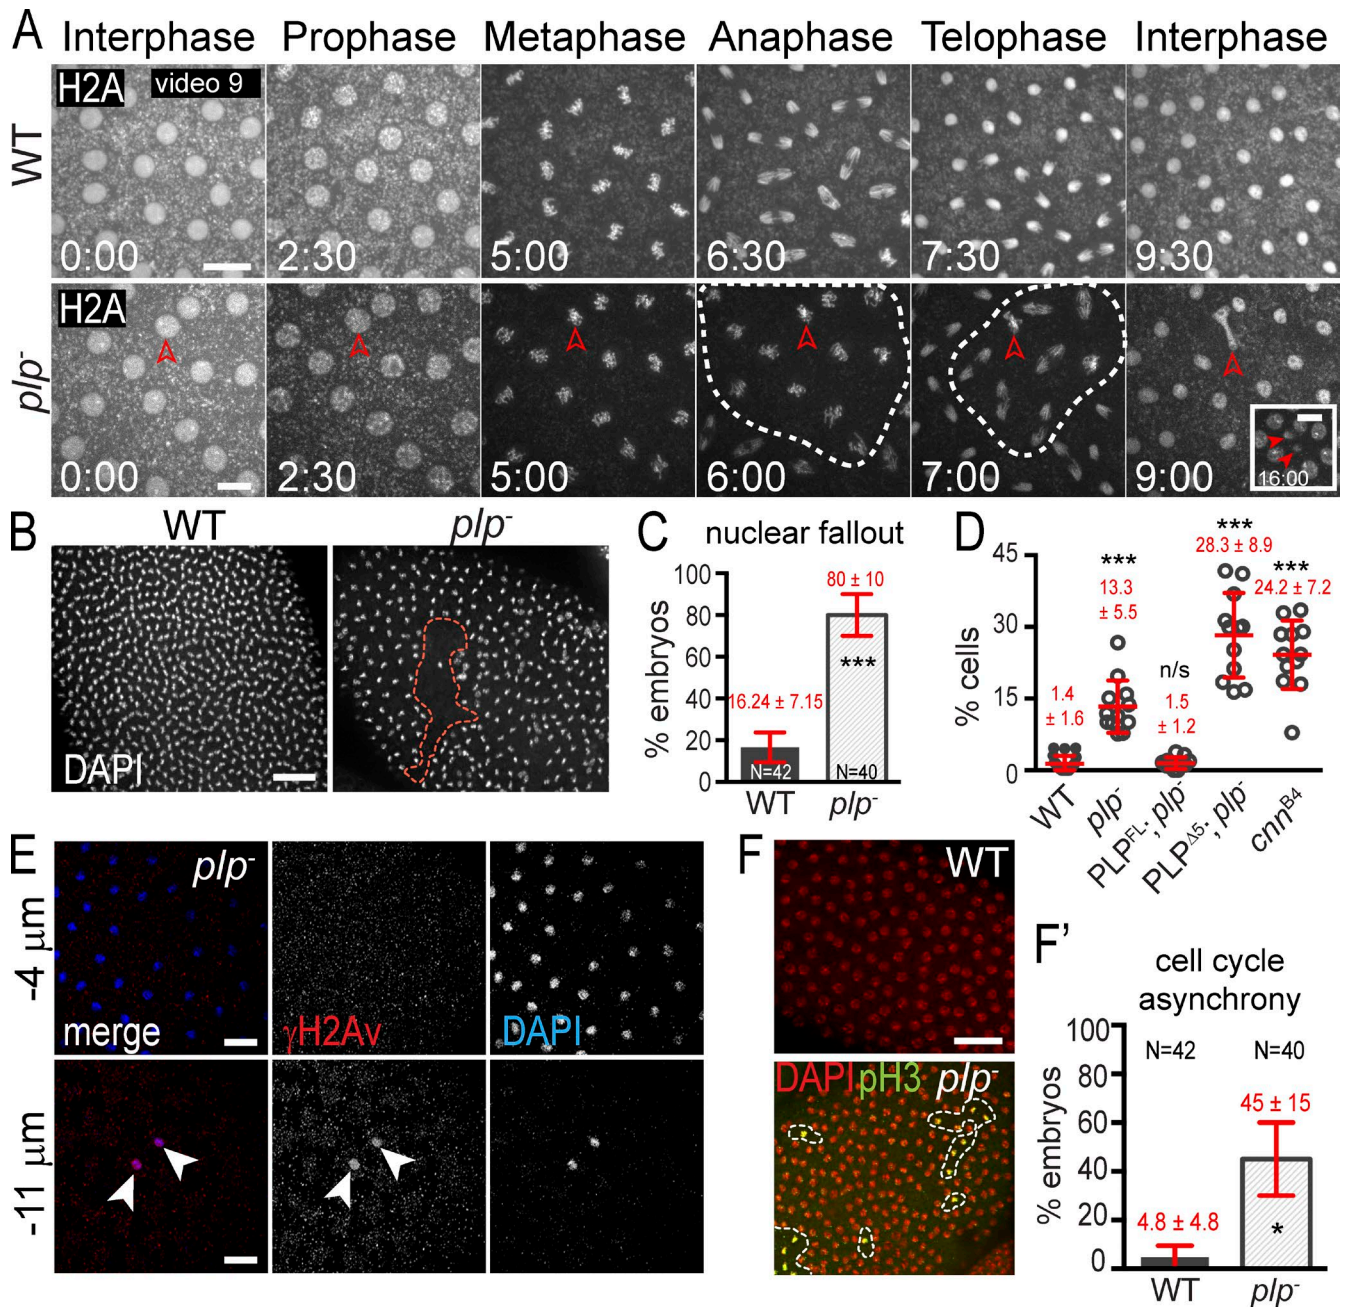 A
Interphase Prophase Metaphase Anaphase Telophase Interphase
WT
H2A video 9
0:00 2:30 5:00 6:30 7:30 9:30
plp-
H2A
0:00 2:30 5:00 6:00 7:00 9:00
16:00
B
WT plp-
DAPI
C
nuclear fallout
% embryos
100
80
60
40
20
0
16.24 ± 7.15
80 ± 10
***
N=42 N=40
WT plp-
D
% cells
45
30
15
0
1.4
± 1.6
***
13.3
± 5.5
n/s
1.5
± 1.2
***
28.3 ± 8.9
***
24.2 ± 7.2
WT
plp-
PLPFL; plp-
PLPΔ5; plp-
cnnB4
E
-4 µm
plp-
merge γH2Av DAPI
-11 µm
F
WT
DAPI pH3 plp-
F'
cell cycle
asynchrony
% embryos
100
80
60
40
20
0
N=42 N=40
4.8 ± 4.8
45 ± 15
*
WT plp-